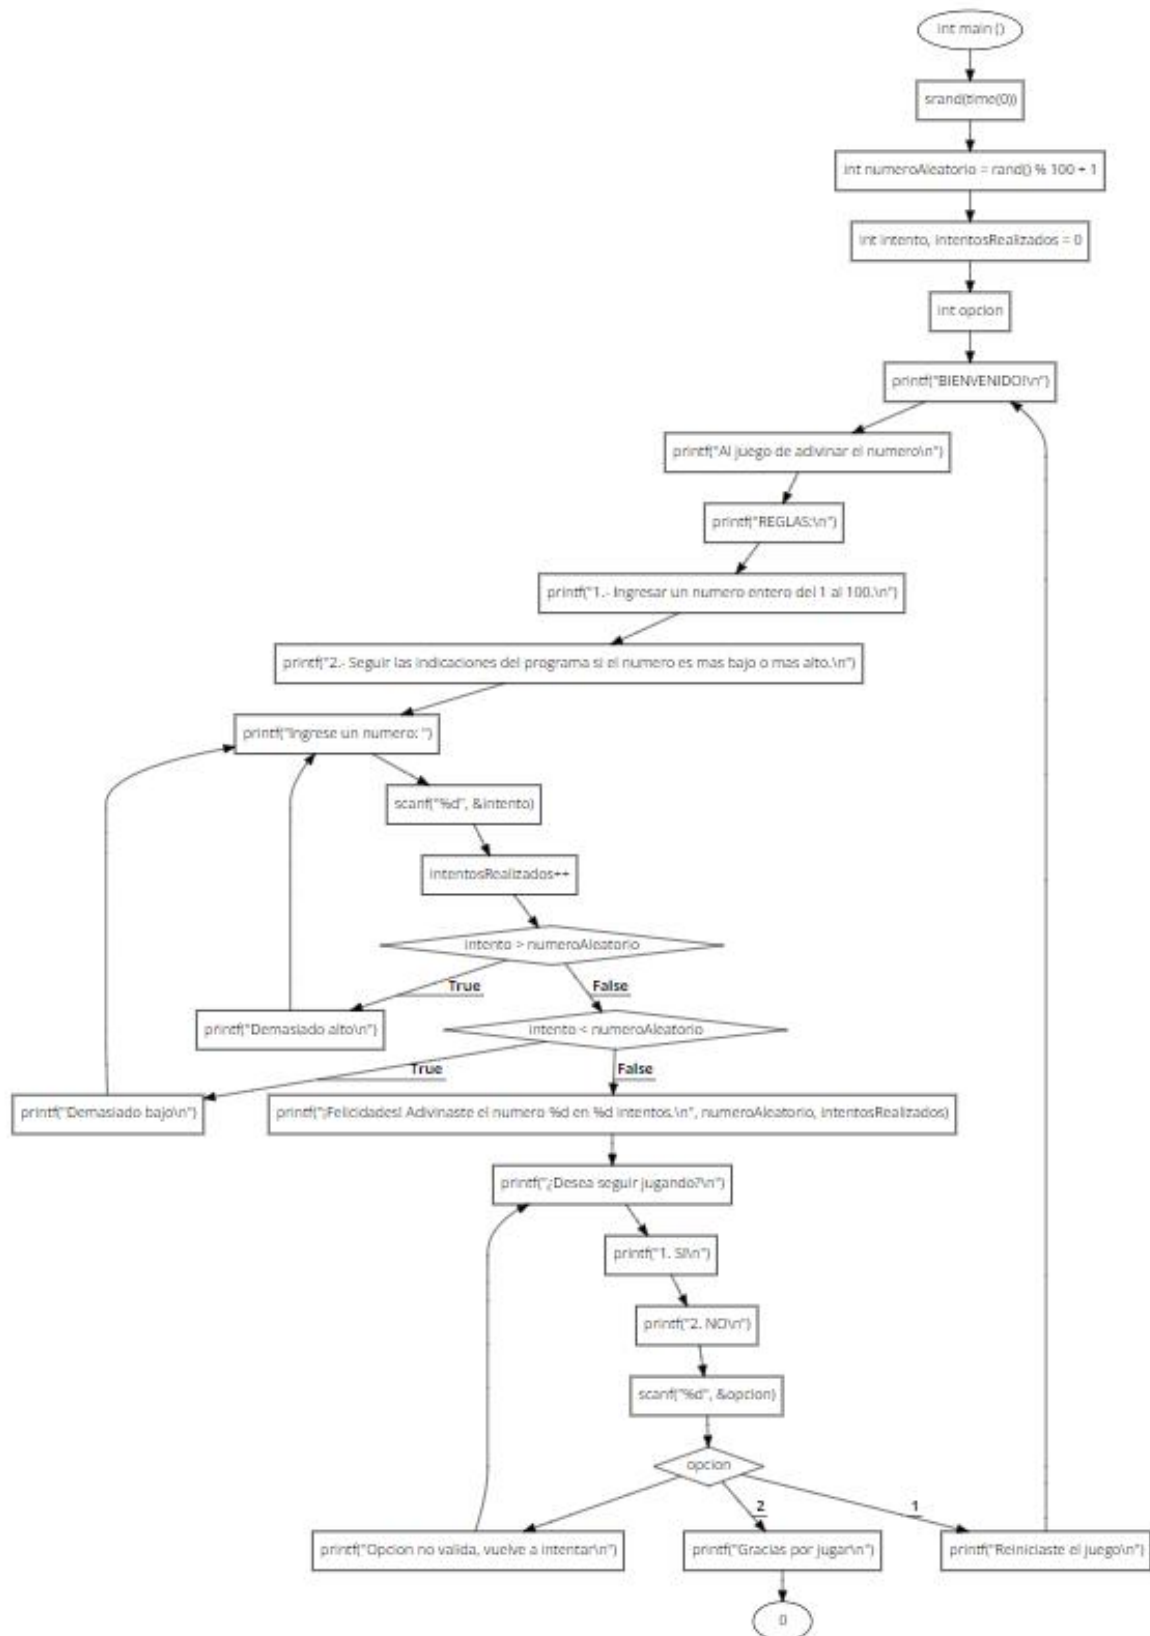 int main ()
srand(time(0))
int numeroAleatorio = rand() % 100 + 1
int intento, intentosRealizados = 0
int opcion
printf("BIENVENIDO!\n")
printf("Al juego de adivinar el numero\n")
printf("REGLAS:\n")
printf("1.- Ingresar un numero entero del 1 al 100.\n")
printf("2.- Seguir las indicaciones del programa si el numero es mas bajo o mas alto.\n")
printf("Ingrese un numero: ")
scanf("%d", &intento)
intentosRealizados++
intento > numeroAleatorio
True
False
printf("Demasiado alto\n")
intento < numeroAleatorio
True
False
printf("Demasiado bajo\n")
printf("¡Felicidades! Adivinaste el numero %d en %d intentos.\n", numeroAleatorio, intentosRealizados)
printf("¿Desea seguir jugando?\n")
printf("1. SI\n")
printf("2. NO\n")
scanf("%d", &opcion)
opcion
2
1
printf("Opcion no valida, vuelve a intentar\n")
printf("Gracias por jugar\n")
printf("Reiniciaste el juego\n")
0